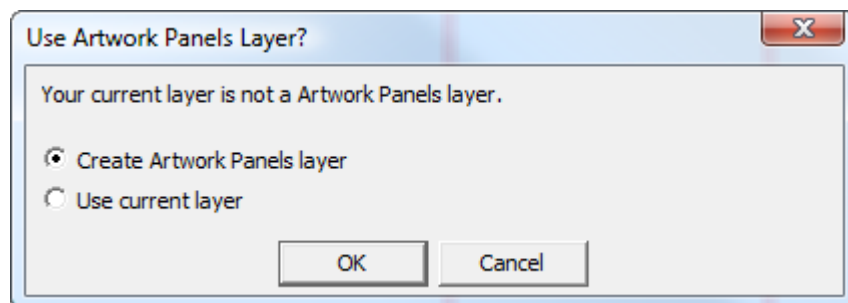 Use Artwork Panels Layer?
Your current layer is not a Artwork Panels layer.
Create Artwork Panels layer
Use current layer
OK Cancel